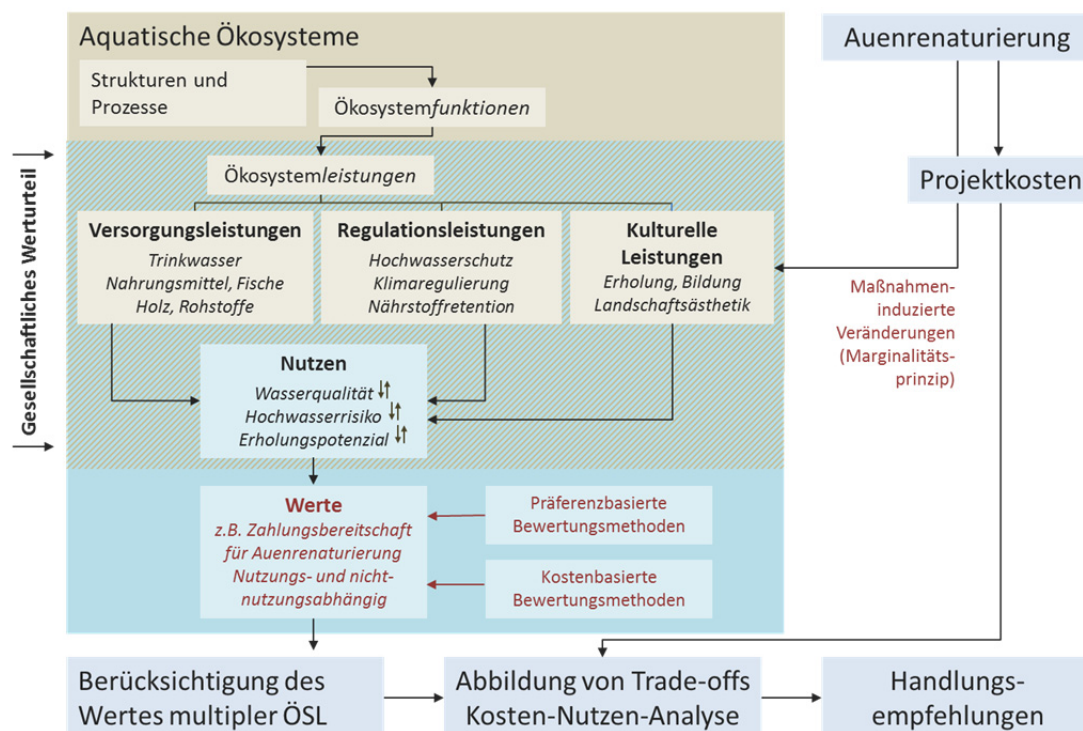 Aquatische Ökosysteme
Strukturen und
Prozesse
Ökosystemfunktionen
Auenrenaturierung
Projektkosten
Gesellschaftliches Werturteil
Ökosystemleistungen
Versorgungsleistungen
Trinkwasser
Nahrungsmittel, Fische
Holz, Rohstoffe
Regulationsleistungen
Hochwasserschutz
Klimaregulierung
Nährstoffretention
Kulturelle
Leistungen
Erholung, Bildung
Landschaftsästhetik
Maßnahmen-
induzierte
Veränderungen
(Marginalitäts-
prinzip)
Nutzen
Wasserqualität ↓↑
Hochwasserrisiko ↓↑
Erholungspotenzial ↓↑
Werte
z.B. Zahlungsbereitschaft
für Auenrenaturierung
Nutzungs- und nicht-
nutzungsabhängig
Präferenzbasierte
Bewertungsmethoden
Kostenbasierte
Bewertungsmethoden
Berücksichtigung des
Wertes multipler ÖSL
Abbildung von Trade-offs
Kosten-Nutzen-Analyse
Handlungs-
empfehlungen